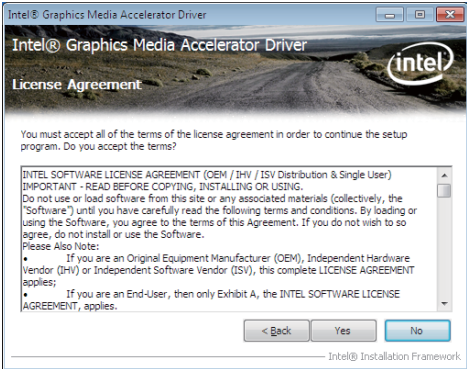 Intel® Graphics Media Accelerator Driver
Intel® Graphics Media Accelerator Driver
intel
License Agreement
You must accept all of the terms of the license agreement in order to continue the setup
program. Do you accept the terms?
INTEL SOFTWARE LICENSE AGREEMENT (OEM / IHV / ISV Distribution & Single User)
IMPORTANT - READ BEFORE COPYING, INSTALLING OR USING.
Do not use or load software from this site or any associated materials (collectively, the
"Software") until you have carefully read the following terms and conditions. By loading or
using the Software, you agree to the terms of this Agreement. If you do not wish to so
agree, do not install or use the Software.
Please Also Note:
• If you are an Original Equipment Manufacturer (OEM), Independent Hardware
Vendor (IHV) or Independent Software Vendor (ISV), this complete LICENSE AGREEMENT
applies;
• If you are an End-User, then only Exhibit A, the INTEL SOFTWARE LICENSE
AGREEMENT, applies.
< Back Yes No
Intel® Installation Framework